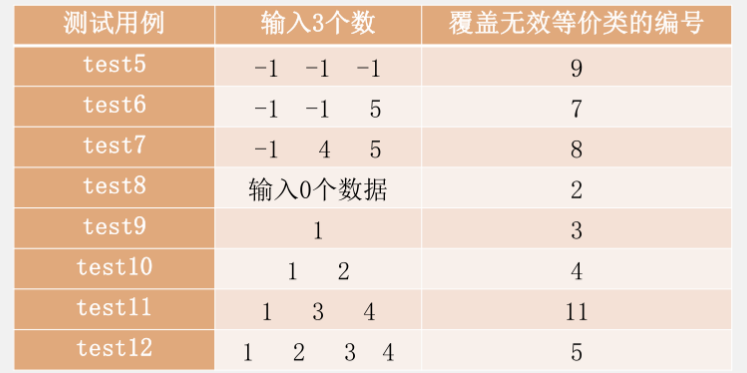 测试用例 输入3个数 覆盖无效等价类的编号
test5 -1 -1 -1 9
test6 -1 -1 5 7
test7 -1 4 5 8
test8 输入0个数据 2
test9 1 3
test10 1 2 4
test11 1 3 4 11
test12 1 2 3 4 5